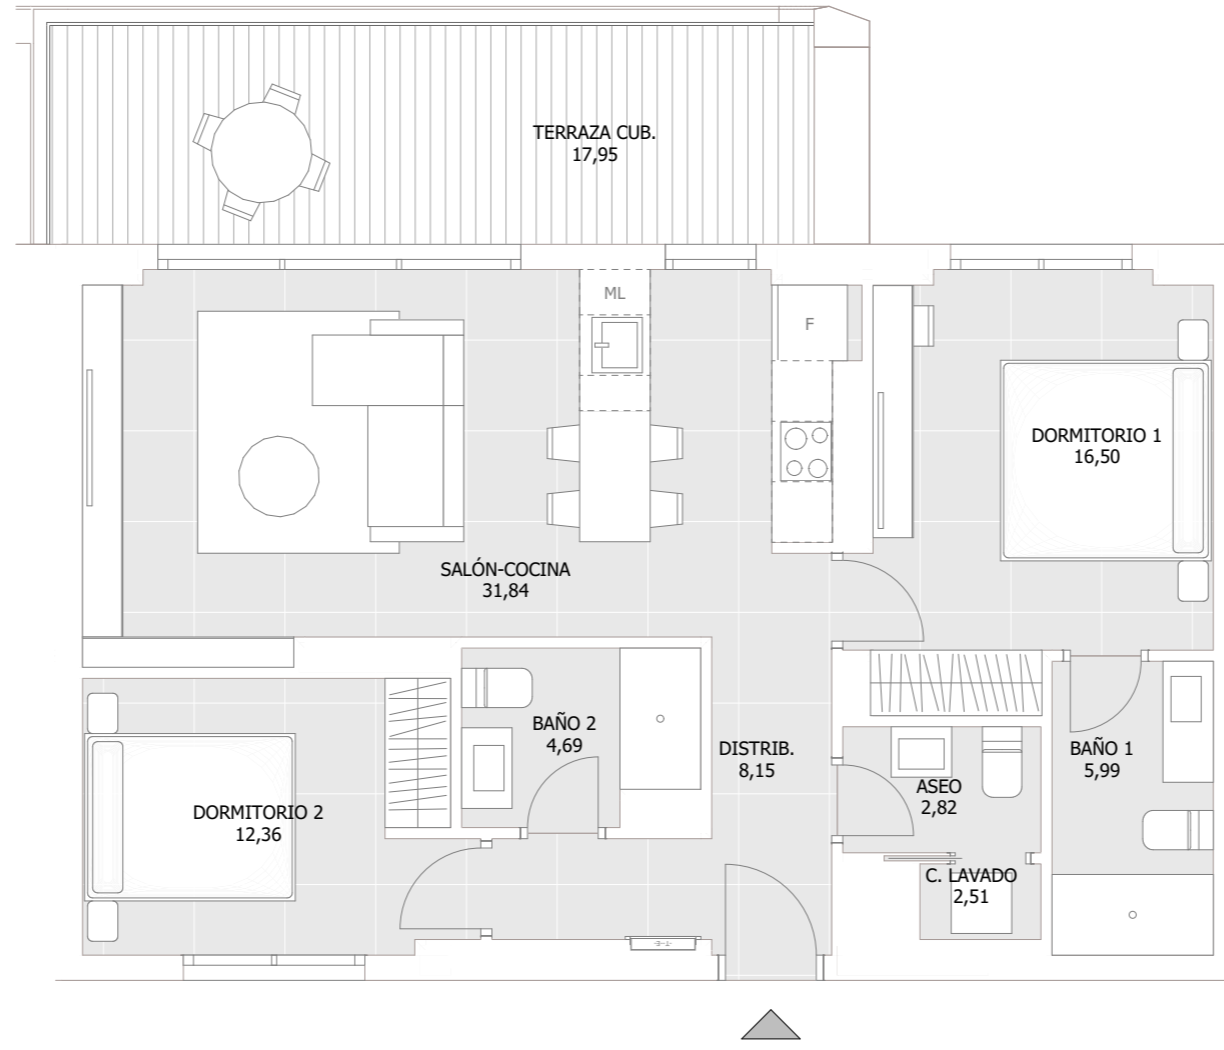 TERRAZA CUB.
17,95
ML
F
DORMITORIO 1
16,50
SALÓN-COCINA
31,84
BAÑO 2
4,69
DISTRIB.
8,15
BAÑO 1
5,99
ASEO
2,82
DORMITORIO 2
12,36
C. LAVADO
2,51